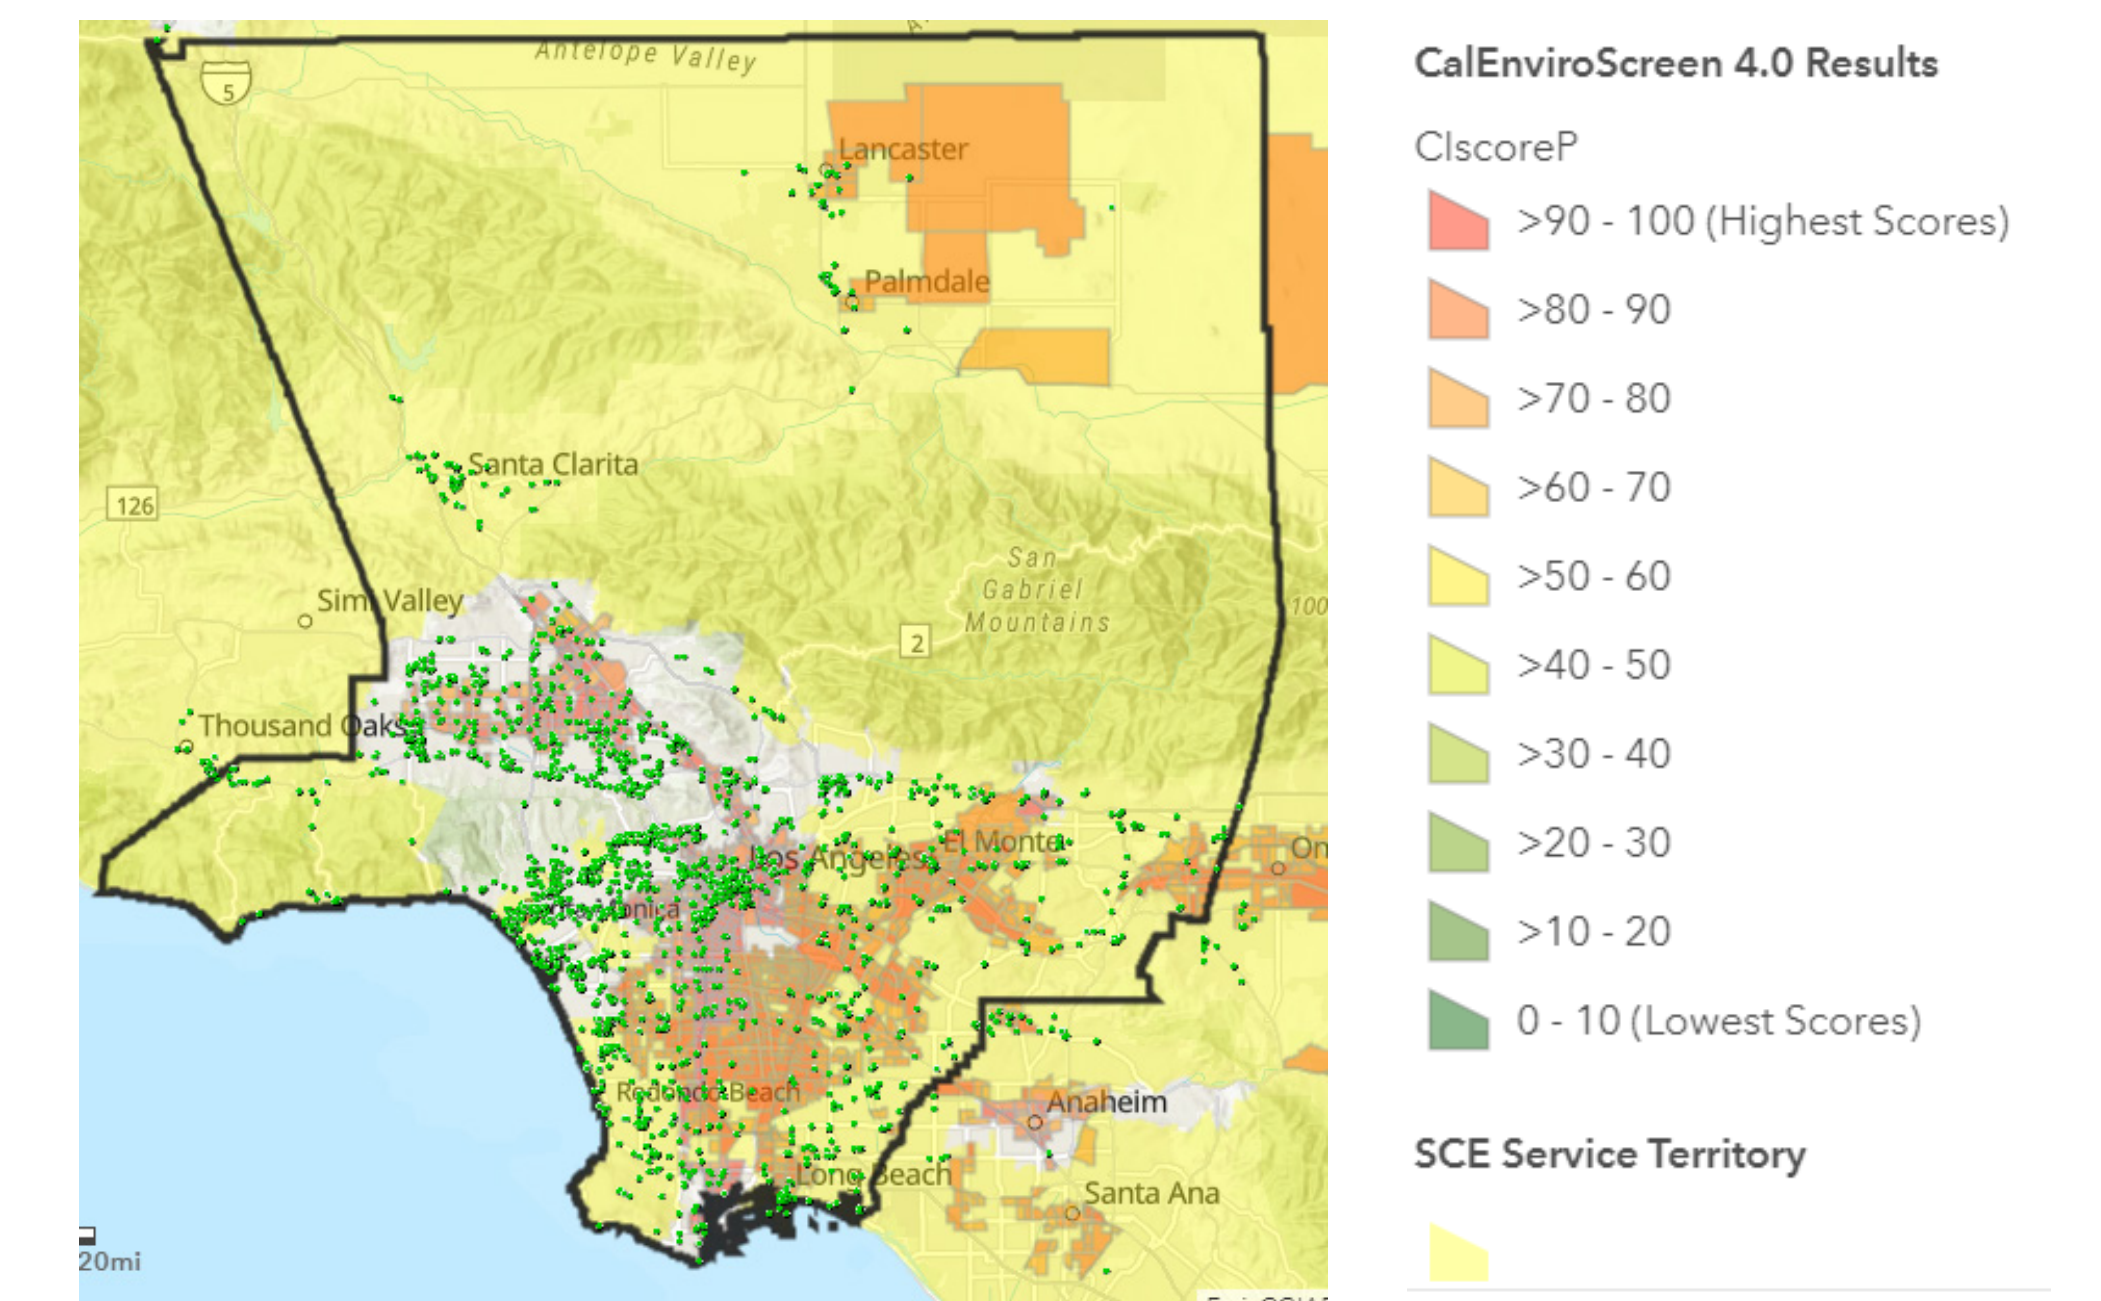 Antelope Valley
5
Lancaster
Palmdale
Santa Clarita
126
San
Gabriel
Mountains
Simi Valley
2
100
Thousand Oaks
El Monte
Los Angeles
On
Santa Monica
Redondo Beach
Anaheim
Long Beach
Santa Ana
20mi
CalEnviroScreen 4.0 Results
CIscoreP
>90 - 100 (Highest Scores)
>80 - 90
>70 - 80
>60 - 70
>50 - 60
>40 - 50
>30 - 40
>20 - 30
>10 - 20
0 - 10 (Lowest Scores)
SCE Service Territory